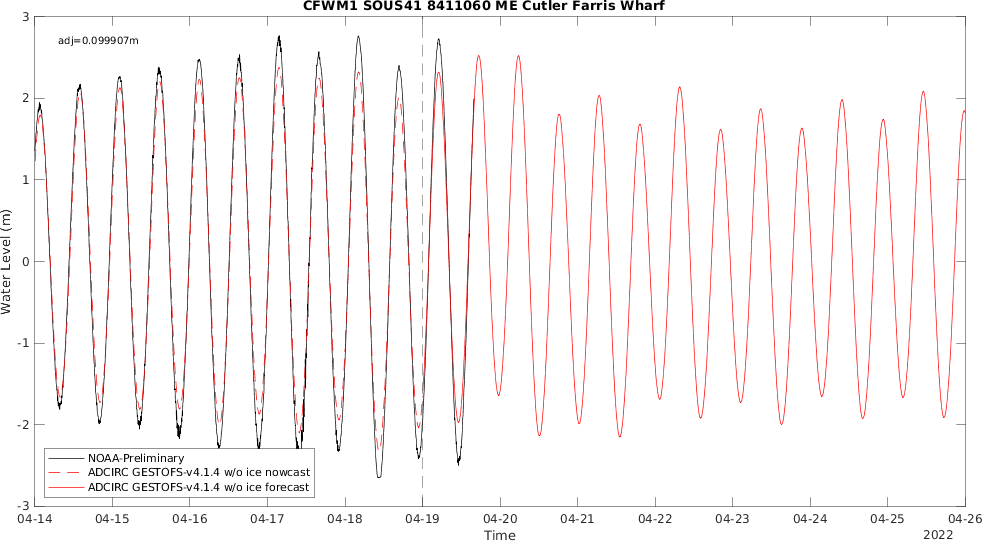 CFWM1 SOUS41 8411060 ME Cutler Farris Wharf
adj=0.099907m
3
2
1
0
-1
-2
-3
Water Level (m)
NOAA-Preliminary
ADCIRC GESTOFS-v4.1.4 w/o ice nowcast
ADCIRC GESTOFS-v4.1.4 w/o ice forecast
04-14 04-15 04-16 04-17 04-18 04-19 04-20 04-21 04-22 04-23 04-24 04-25 04-26
Time
2022